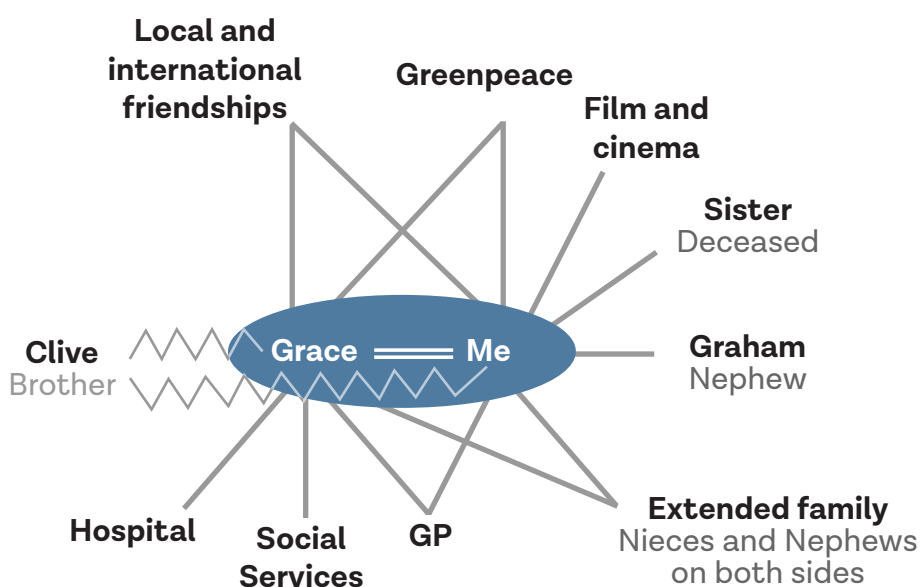 Local and
international
friendships
Greenpeace
Film and
cinema
Sister
Deceased
Clive
Brother
Grace
Me
Graham
Nephew
Hospital
Social
Services
GP
Extended family
Nieces and Nephews
on both sides